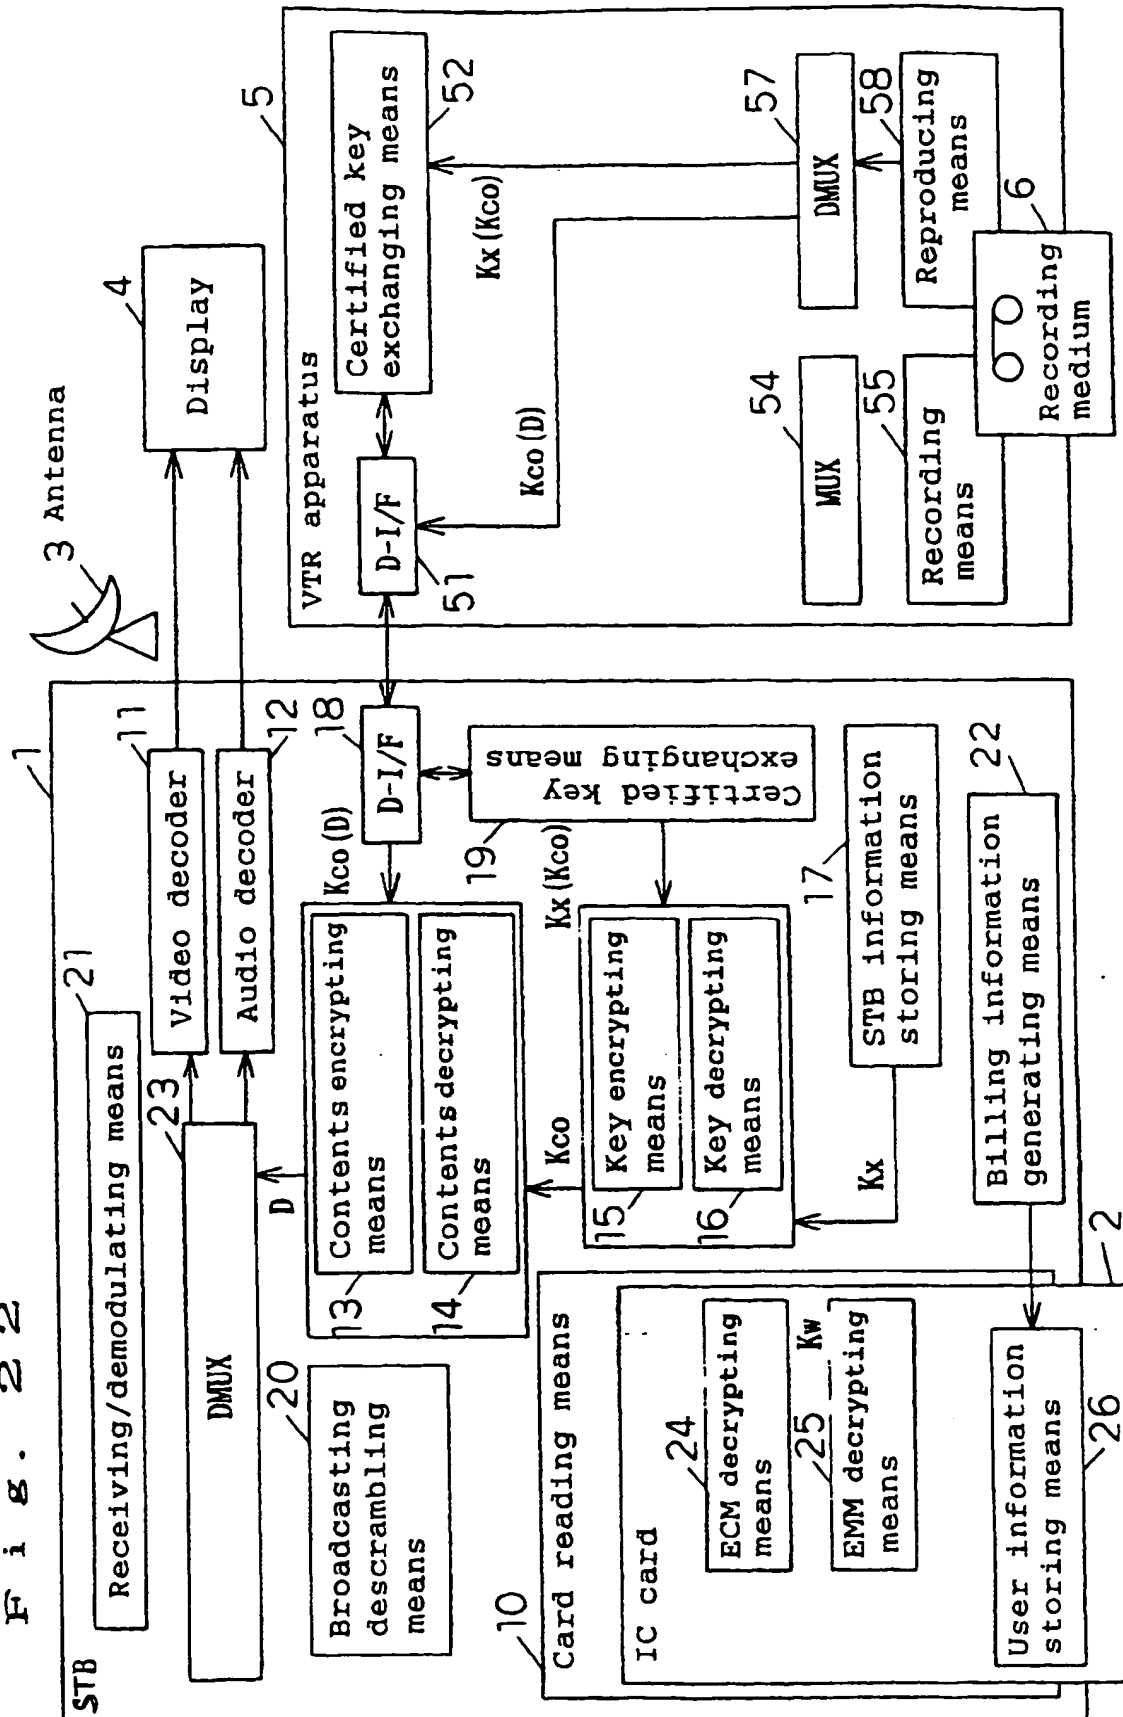 Fig. 22
STB
1
Receiving/demodulating means
21
DMUX
23
Video decoder
11
Audio decoder
12
3 Antenna
4
Display
20
Broadcasting
descrambling
means
D
Contents encrypting
means
13
Contents decrypting
means
14
Kco(D)
D-I/F
18
Certified key
exchanging means
19
Kx(Kco)
Kco
Key encrypting
means
15
Key decrypting
means
16
Kx
STB information
storing means
17
Billing information
generating means
22
10
Card reading means
IC card
2
24
ECM decrypting
means
25
Kw
EMM decrypting
means
User information
storing means
26
5
VTR apparatus
D-I/F
51
Certified key
exchanging means
52
Kx(Kco)
Kco(D)
MUX
54
DMUX
57
Recording
means
55
Reproducing
means
58
Recording
medium
6